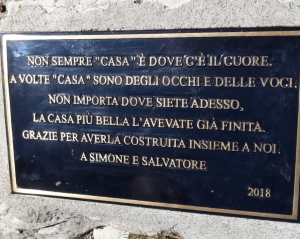 NON SEMPRE "CASA" È DOVE C'È IL CUORE.
A VOLTE "CASA" SONO DEGLI OCCHI E DELLE VOCI.
NON IMPORTA DOVE SIETE ADESSO,
LA CASA PIÙ BELLA L'AVEVATE GIÀ FINITA.
GRAZIE PER AVERLA COSTRUITA INSIEME A NOI.
A SIMONE E SALVATORE
2018